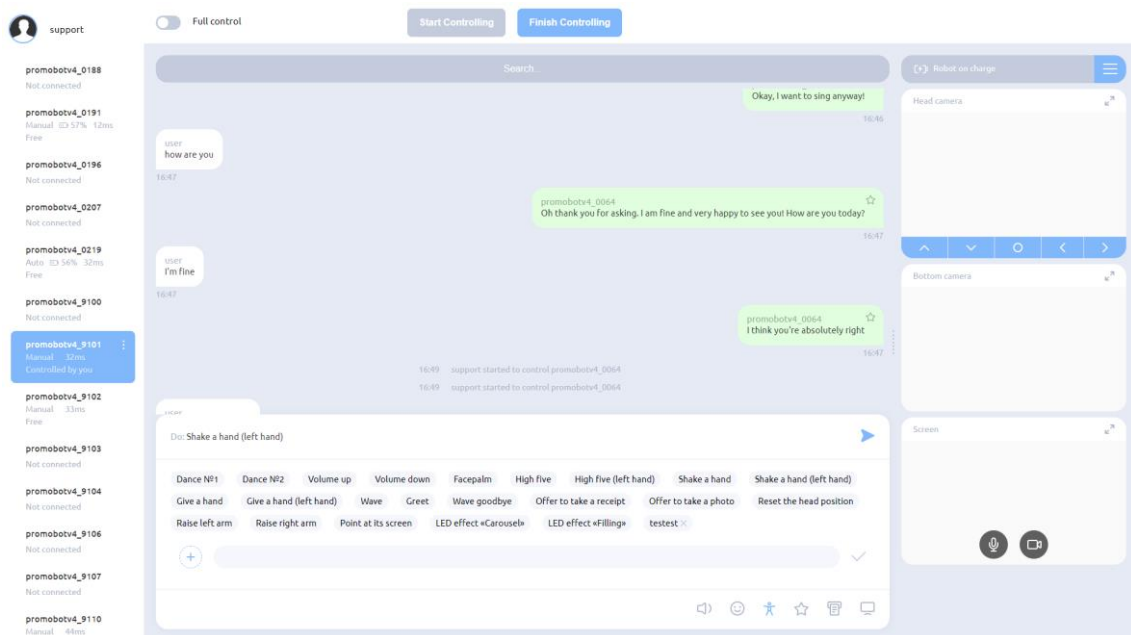 support
Full control
Start Controlling
Finish Controlling
promobotv4_0188
Not connected
promobotv4_0191
Manual 57% 12ms
Free
promobotv4_0196
Not connected
promobotv4_0207
Not connected
promobotv4_0219
Auto 56% 32ms
Free
promobotv4_9100
Not connected
promobotv4_9101
Manual 32ms
Controlled by you
promobotv4_9102
Manual 33ms
Free
promobotv4_9103
Not connected
promobotv4_9104
Not connected
promobotv4_9106
Not connected
promobotv4_9107
Not connected
promobotv4_9110
Manual 44ms
Search...
Okay, I want to sing anyway!
16:46
user
how are you
16:47
promobotv4_0064
Oh thank you for asking. I am fine and very happy to see you! How are you today?
16:47
user
I'm fine
16:47
promobotv4_0064
I think you're absolutely right
16:47
16:49 support started to control promobotv4_0064
16:49 support started to control promobotv4_0064
user
Do: Shake a hand (left hand)
Dance №1 Dance №2 Volume up Volume down Facepalm High five High five (left hand) Shake a hand Shake a hand (left hand)
Give a hand Give a hand (left hand) Wave Greet Wave goodbye Offer to take a receipt Offer to take a photo Reset the head position
Raise left arm Raise right arm Point at its screen LED effect «Carousel» LED effect «Filling» testest
Robot on charge
Head camera
Bottom camera
Screen